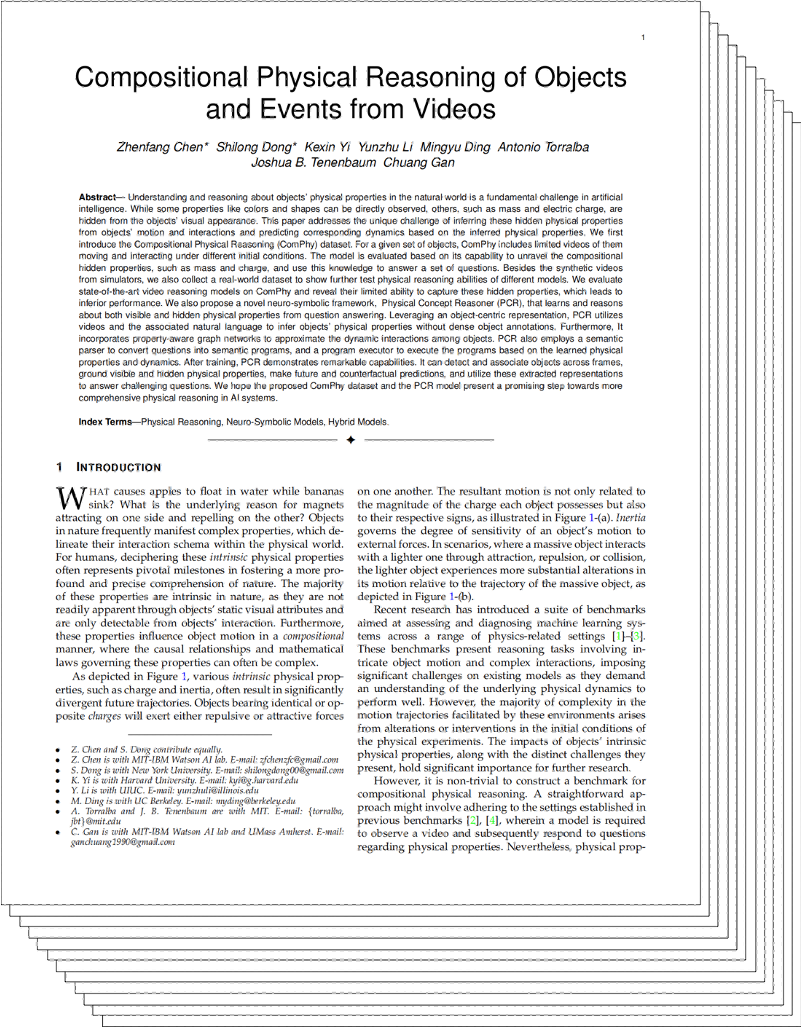 1
Compositional Physical Reasoning of Objects
and Events from Videos
Zhenfang Chen* Shilong Dong* Kexin Yi Yunzhu Li Mingyu Ding Antonio Torralba
Joshua B. Tenenbaum Chuang Gan
Abstract— Understanding and reasoning about objects' physical properties in the natural world is a fundamental challenge in artificial
intelligence. While some properties like colors and shapes can be directly observed, others, such as mass and electric charge, are
hidden from the objects' visual appearance. This paper addresses the unique challenge of inferring these hidden physical properties
from objects' motion and interactions and predicting corresponding dynamics based on the inferred physical properties. We first
introduce the Compositional Physical Reasoning (ComPhy) dataset. For a given set of objects, ComPhy includes limited videos of them
moving and interacting under different initial conditions. The model is evaluated based on its capability to unravel the compositional
hidden properties, such as mass and charge, and use this knowledge to answer a set of questions. Besides the synthetic videos
from simulators, we also collect a real-world dataset to show further test physical reasoning abilities of different models. We evaluate
state-of-the-art video reasoning models on ComPhy and reveal their limited ability to capture these hidden properties, which leads to
inferior performance. We also propose a novel neuro-symbolic framework, Physical Concept Reasoner (PCR), that learns and reasons
about both visible and hidden physical properties from question answering. Leveraging an object-centric representation, PCR utilizes
videos and the associated natural language to infer objects' physical properties without dense object annotations. Furthermore, It
incorporates property-aware graph networks to approximate the dynamic interactions among objects. PCR also employs a semantic
parser to convert questions into semantic programs, and a program executor to execute the programs based on the learned physical
properties and dynamics. After training, PCR demonstrates remarkable capabilities. It can detect and associate objects across frames,
ground visible and hidden physical properties, make future and counterfactual predictions, and utilize these extracted representations
to answer challenging questions. We hope the proposed ComPhy dataset and the PCR model present a promising step towards more
comprehensive physical reasoning in AI systems.
Index Terms—Physical Reasoning, Neuro-Symbolic Models, Hybrid Models.
1 INTRODUCTION
WHAT causes apples to float in water while bananas
sink? What is the underlying reason for magnets
attracting on one side and repelling on the other? Objects
in nature frequently manifest complex properties, which de-
lineate their interaction schema within the physical world.
For humans, deciphering these intrinsic physical properties
often represents pivotal milestones in fostering a more pro-
found and precise comprehension of nature. The majority
of these properties are intrinsic in nature, as they are not
readily apparent through objects' static visual attributes and
are only detectable from objects' interaction. Furthermore,
these properties influence object motion in a compositional
manner, where the causal relationships and mathematical
laws governing these properties can often be complex.
As depicted in Figure 1, various intrinsic physical prop-
erties, such as charge and inertia, often result in significantly
divergent future trajectories. Objects bearing identical or op-
posite charges will exert either repulsive or attractive forces
• Z. Chen and S. Dong contribute equally.
• Z. Chen is with MIT-IBM Watson AI lab. E-mail: zfchenzfc@gmail.com
• S. Dong is with New York University. E-mail: shilongdong00@gmail.com
• K. Yi is with Harvard University. E-mail: kyi@g.harvard.edu
• Y. Li is with UIUC. E-mail: yunzhuli@illinois.edu
• M. Ding is with UC Berkeley. E-mail: myding@berkeley.edu
• A. Torralba and J. B. Tenenbaum are with MIT. E-mail: {torralba,
jbt}@mit.edu
• C. Gan is with MIT-IBM Watson AI lab and UMass Amherst. E-mail:
ganchuang1990@gmail.com
on one another. The resultant motion is not only related to
the magnitude of the charge each object possesses but also
to their respective signs, as illustrated in Figure 1-(a). Inertia
governs the degree of sensitivity of an object's motion to
external forces. In scenarios, where a massive object interacts
with a lighter one through attraction, repulsion, or collision,
the lighter object experiences more substantial alterations in
its motion relative to the trajectory of the massive object, as
depicted in Figure 1-(b).
Recent research has introduced a suite of benchmarks
aimed at assessing and diagnosing machine learning sys-
tems across a range of physics-related settings [1]–[3].
These benchmarks present reasoning tasks involving in-
tricate object motion and complex interactions, imposing
significant challenges on existing models as they demand
an understanding of the underlying physical dynamics to
perform well. However, the majority of complexity in the
motion trajectories facilitated by these environments arises
from alterations or interventions in the initial conditions of
the physical experiments. The impacts of objects' intrinsic
physical properties, along with the distinct challenges they
present, hold significant importance for further research.
However, it is non-trivial to construct a benchmark for
compositional physical reasoning. A straightforward ap-
proach might involve adhering to the settings established in
previous benchmarks [2], [4], wherein a model is required
to observe a video and subsequently respond to questions
regarding physical properties. Nevertheless, physical prop-